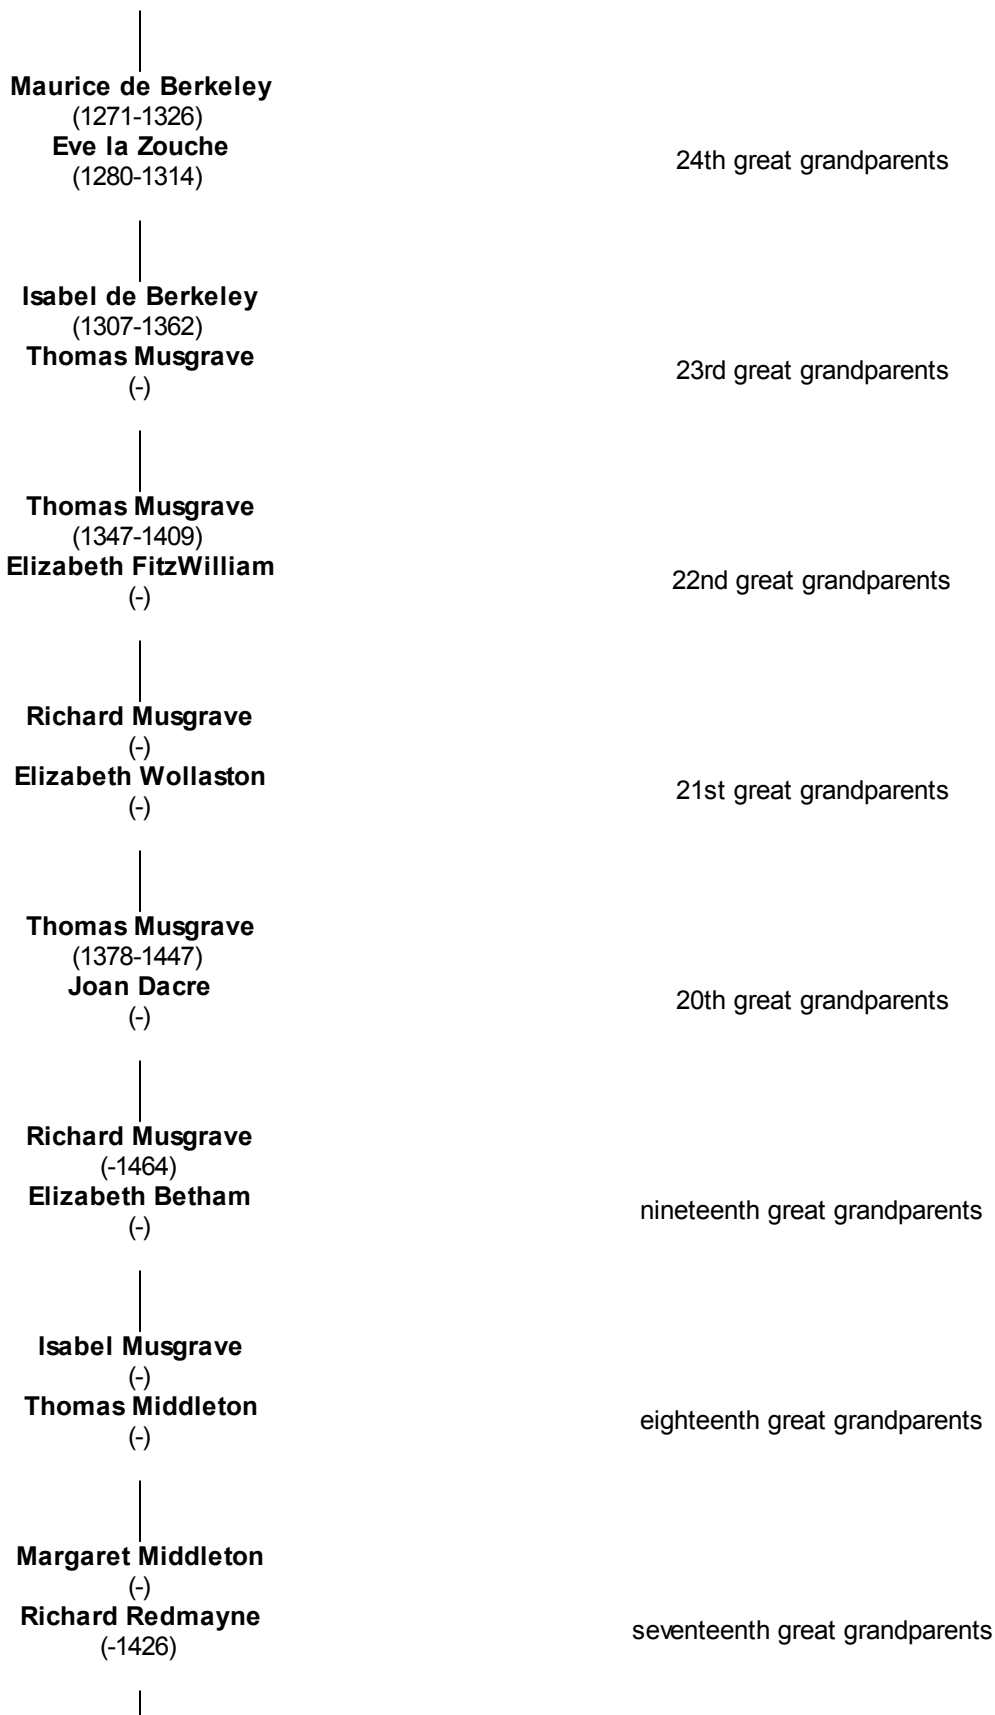 Maurice de Berkeley
(1271-1326)
Eve la Zouche
(1280-1314)
24th great grandparents
Isabel de Berkeley
(1307-1362)
Thomas Musgrave
(-)
23rd great grandparents
Thomas Musgrave
(1347-1409)
Elizabeth FitzWilliam
(-)
22nd great grandparents
Richard Musgrave
(-)
Elizabeth Wollaston
(-)
21st great grandparents
Thomas Musgrave
(1378-1447)
Joan Dacre
(-)
20th great grandparents
Richard Musgrave
(-1464)
Elizabeth Betham
(-)
nineteenth great grandparents
Isabel Musgrave
(-)
Thomas Middleton
(-)
eighteenth great grandparents
Margaret Middleton
(-)
Richard Redmayne
(-1426)
seventeenth great grandparents